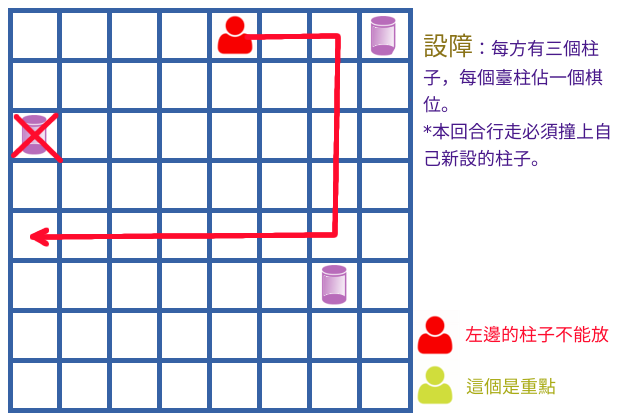 設障：每方有三個柱
子，每個臺柱佔一個棋
位。
*本回合行走必須撞上自
己新設的柱子。
左邊的柱子不能放
這個是重點